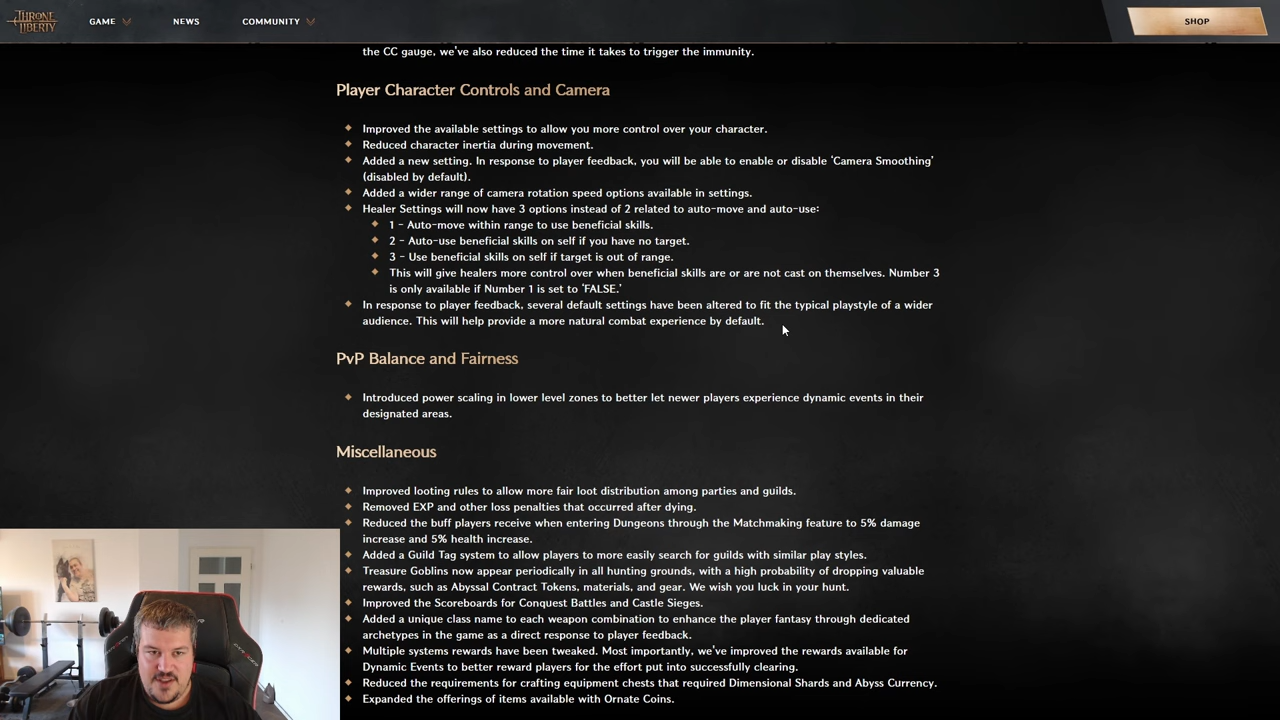 THRONE
LIBERTY
GAME
NEWS
COMMUNITY
SHOP
the CC gauge, we've also reduced the time it takes to trigger the immunity.
Player Character Controls and Camera
Improved the available settings to allow you more control over your character.
Reduced character inertia during movement.
Added a new setting. In response to player feedback, you will be able to enable or disable ‘Camera Smoothing’
(disabled by default).
Added a wider range of camera rotation speed options available in settings.
Healer Settings will now have 3 options instead of 2 related to auto-move and auto-use:
1 - Auto-move within range to use beneficial skills.
2 - Auto-use beneficial skills on self if you have no target.
3 - Use beneficial skills on self if target is out of range.
This will give healers more control over when beneficial skills are or are not cast on themselves. Number 3
is only available if Number 1 is set to ‘FALSE.’
In response to player feedback, several default settings have been altered to fit the typical playstyle of a wider
audience. This will help provide a more natural combat experience by default.
PvP Balance and Fairness
Introduced power scaling in lower level zones to better let newer players experience dynamic events in their
designated areas.
Miscellaneous
Improved looting rules to allow more fair loot distribution among parties and guilds.
Removed EXP and other loss penalties that occurred after dying.
Reduced the buff players receive when entering Dungeons through the Matchmaking feature to 5% damage
increase and 5% health increase.
Added a Guild Tag system to allow players to more easily search for guilds with similar play styles.
Treasure Goblins now appear periodically in all hunting grounds, with a high probability of dropping valuable
rewards, such as Abyssal Contract Tokens, materials, and gear. We wish you luck in your hunt.
Improved the Scoreboards for Conquest Battles and Castle Sieges.
Added a unique class name to each weapon combination to enhance the player fantasy through dedicated
archetypes in the game as a direct response to player feedback.
Multiple systems rewards have been tweaked. Most importantly, we've improved the rewards available for
Dynamic Events to better reward players for the effort put into successfully clearing.
Reduced the requirements for crafting equipment chests that required Dimensional Shards and Abyss Currency.
Expanded the offerings of items available with Ornate Coins.